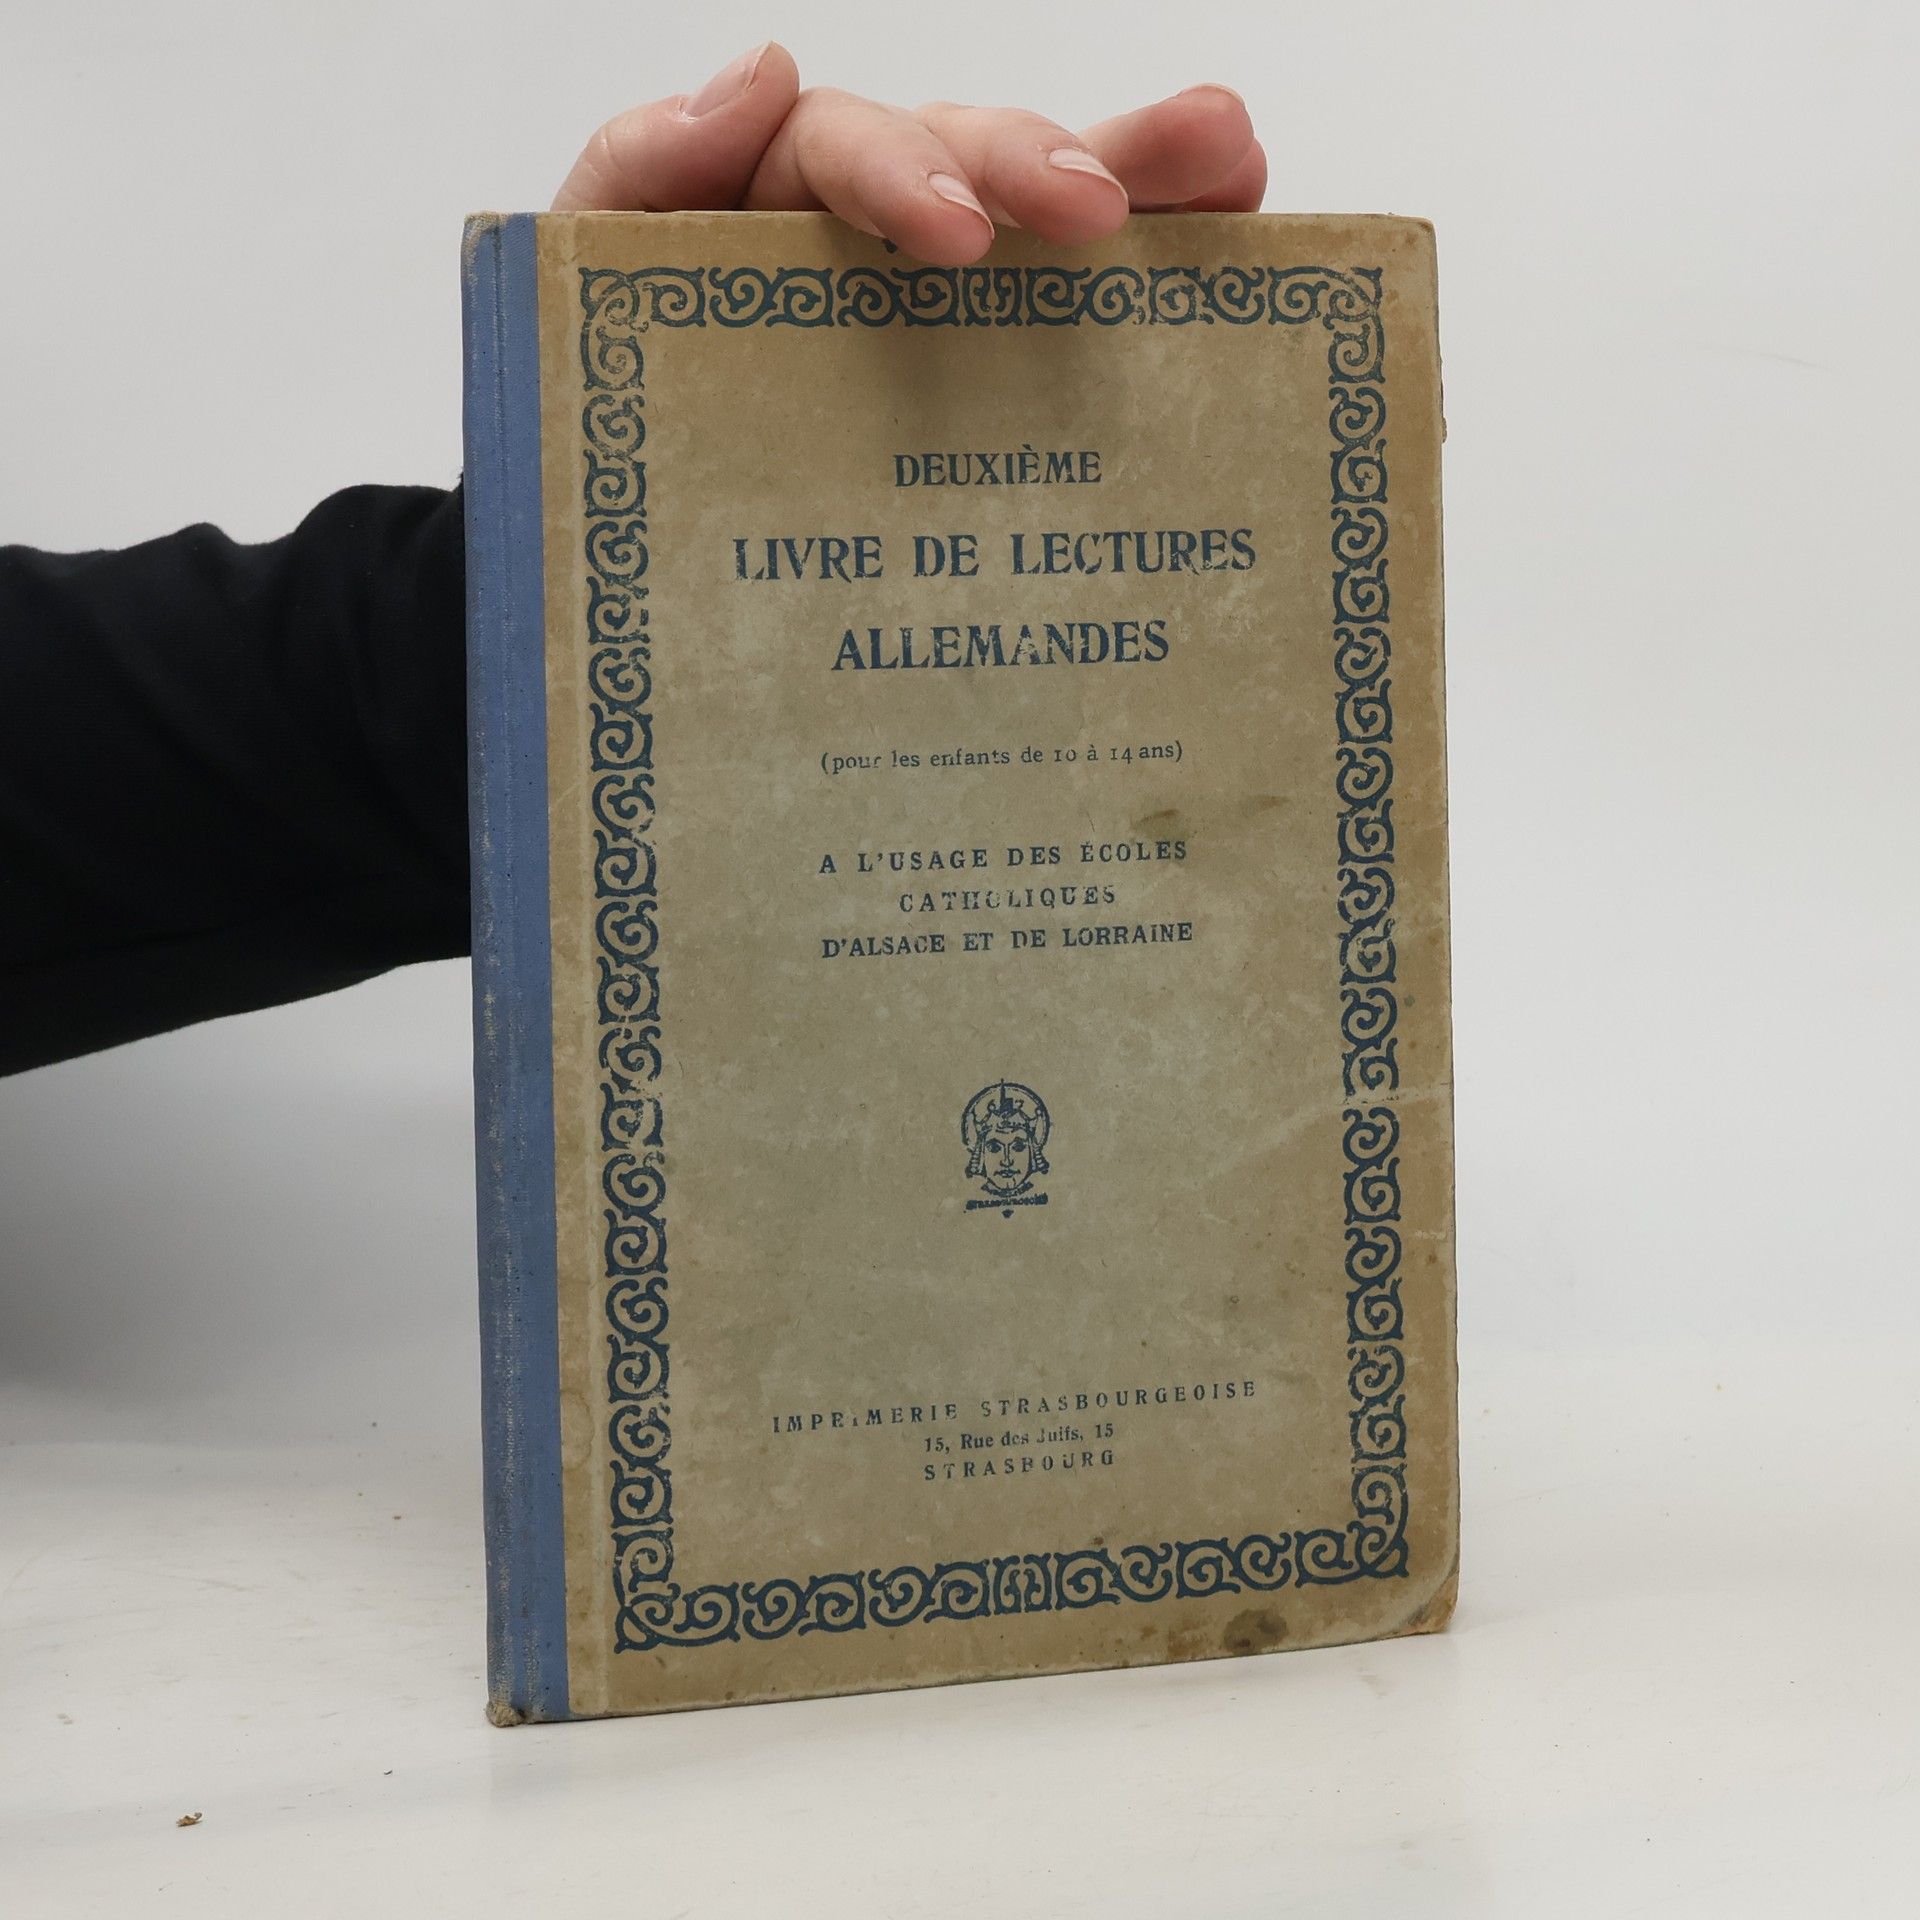 DEUXIÈME
LIVRE DE LECTURES
ALLEMANDES
(pour les enfants de 10 à 14 ans)
A L'USAGE DES ÉCOLES
CATHOLIQUES
D'ALSACE ET DE LORRAINE
IMPRIMERIE STRASBOURGEOISE
15, Rue des Juifs, 15
STRASBOURG